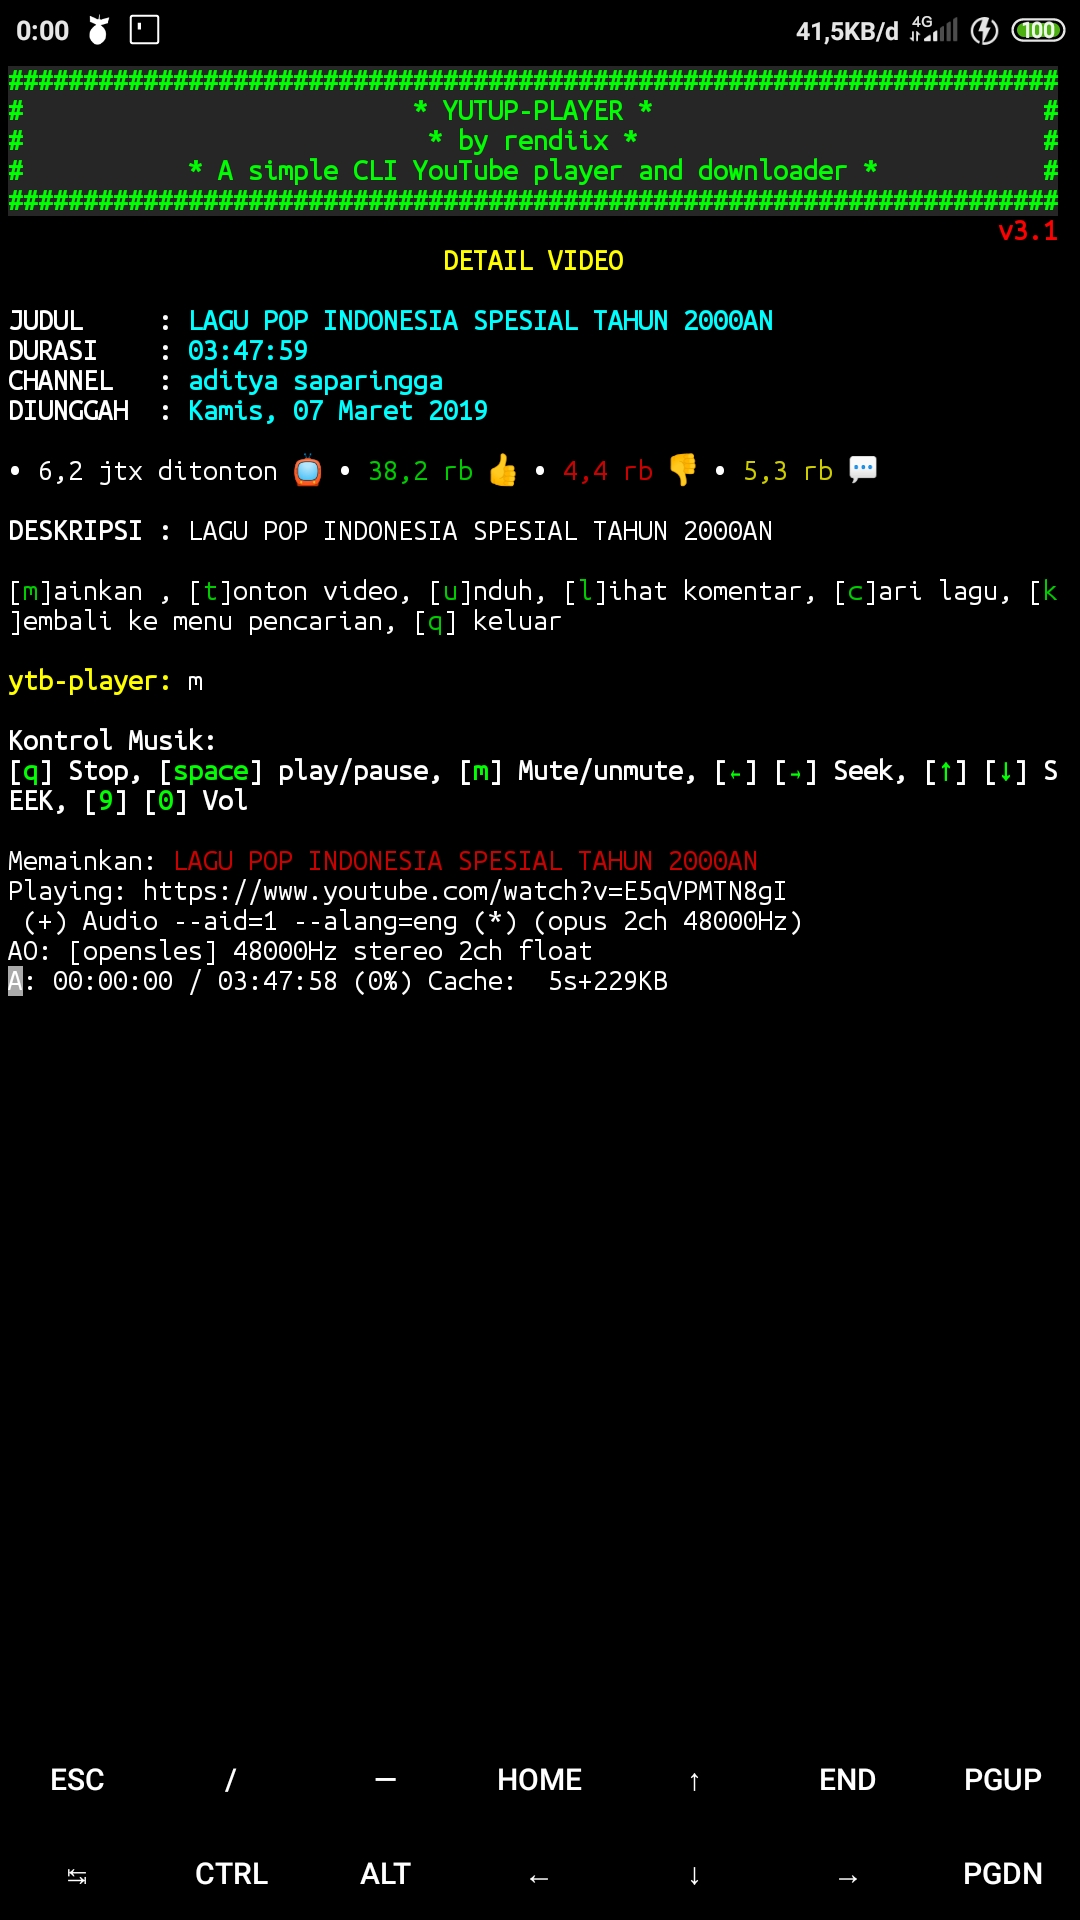 0:00 41,5KB/d 4G 100
######################################################################
# * YUTUP-PLAYER * #
# * by rendiix * #
# * A simple CLI YouTube player and downloader * #
######################################################################
v3.1
DETAIL VIDEO
JUDUL : LAGU POP INDONESIA SPESIAL TAHUN 2000AN
DURASI : 03:47:59
CHANNEL : aditya saparingga
DIUNGGAH : Kamis, 07 Maret 2019
• 6,2 jtx ditonton 📺 • 38,2 rb 👍 • 4,4 rb 👎 • 5,3 rb 💬
DESKRIPSI : LAGU POP INDONESIA SPESIAL TAHUN 2000AN
[m]ainkan , [t]onton video, [u]nduh, [l]ihat komentar, [c]ari lagu, [k
]embali ke menu pencarian, [q] keluar
ytb-player: m
Kontrol Musik:
[q] Stop, [space] play/pause, [m] Mute/unmute, [←] [→] Seek, [↑] [↓] S
EEK, [9] [0] Vol
Memainkan: LAGU POP INDONESIA SPESIAL TAHUN 2000AN
Playing: https://www.youtube.com/watch?v=E5qVPMTN8gI
(+) Audio --aid=1 --alang=eng (*) (opus 2ch 48000Hz)
AO: [opensles] 48000Hz stereo 2ch float
A: 00:00:00 / 03:47:58 (0%) Cache: 5s+229KB
ESC / — HOME ↑ END PGUP
↹ CTRL ALT ← ↓ → PGDN